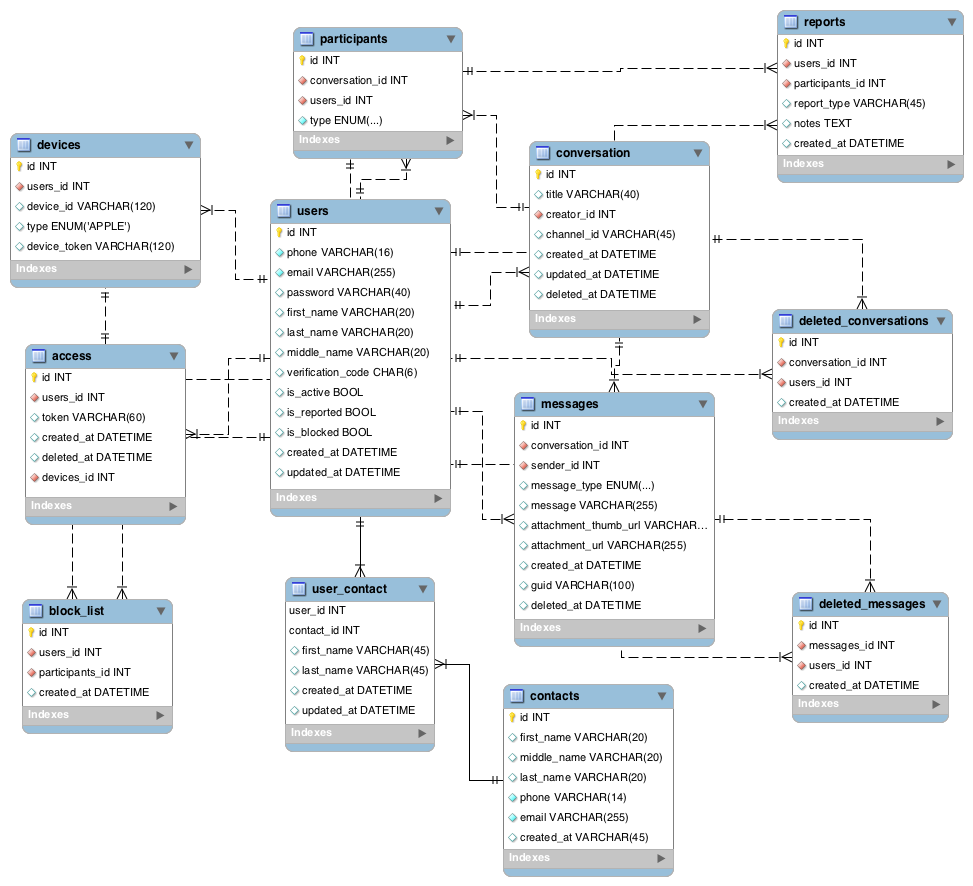 participants
id INT
conversation_id INT
users_id INT
type ENUM(...)
Indexes
reports
id INT
users_id INT
participants_id INT
report_type VARCHAR(45)
notes TEXT
created_at DATETIME
Indexes
devices
id INT
users_id INT
device_id VARCHAR(120)
type ENUM('APPLE')
device_token VARCHAR(120)
Indexes
conversation
id INT
title VARCHAR(40)
creator_id INT
channel_id VARCHAR(45)
created_at DATETIME
updated_at DATETIME
deleted_at DATETIME
Indexes
users
id INT
phone VARCHAR(16)
email VARCHAR(255)
password VARCHAR(40)
first_name VARCHAR(20)
last_name VARCHAR(20)
middle_name VARCHAR(20)
verification_code CHAR(6)
is_active BOOL
is_reported BOOL
is_blocked BOOL
created_at DATETIME
updated_at DATETIME
Indexes
deleted_conversations
id INT
conversation_id INT
users_id INT
created_at DATETIME
Indexes
access
id INT
users_id INT
token VARCHAR(60)
created_at DATETIME
deleted_at DATETIME
devices_id INT
Indexes
messages
id INT
conversation_id INT
sender_id INT
message_type ENUM(...)
message VARCHAR(255)
attachment_thumb_url VARCHAR...
attachment_url VARCHAR(255)
created_at DATETIME
guid VARCHAR(100)
deleted_at DATETIME
Indexes
block_list
id INT
users_id INT
participants_id INT
created_at DATETIME
Indexes
user_contact
user_id INT
contact_id INT
first_name VARCHAR(45)
last_name VARCHAR(45)
created_at DATETIME
updated_at DATETIME
Indexes
deleted_messages
id INT
messages_id INT
users_id INT
created_at DATETIME
Indexes
contacts
id INT
first_name VARCHAR(20)
middle_name VARCHAR(20)
last_name VARCHAR(20)
phone VARCHAR(14)
email VARCHAR(255)
created_at VARCHAR(45)
Indexes